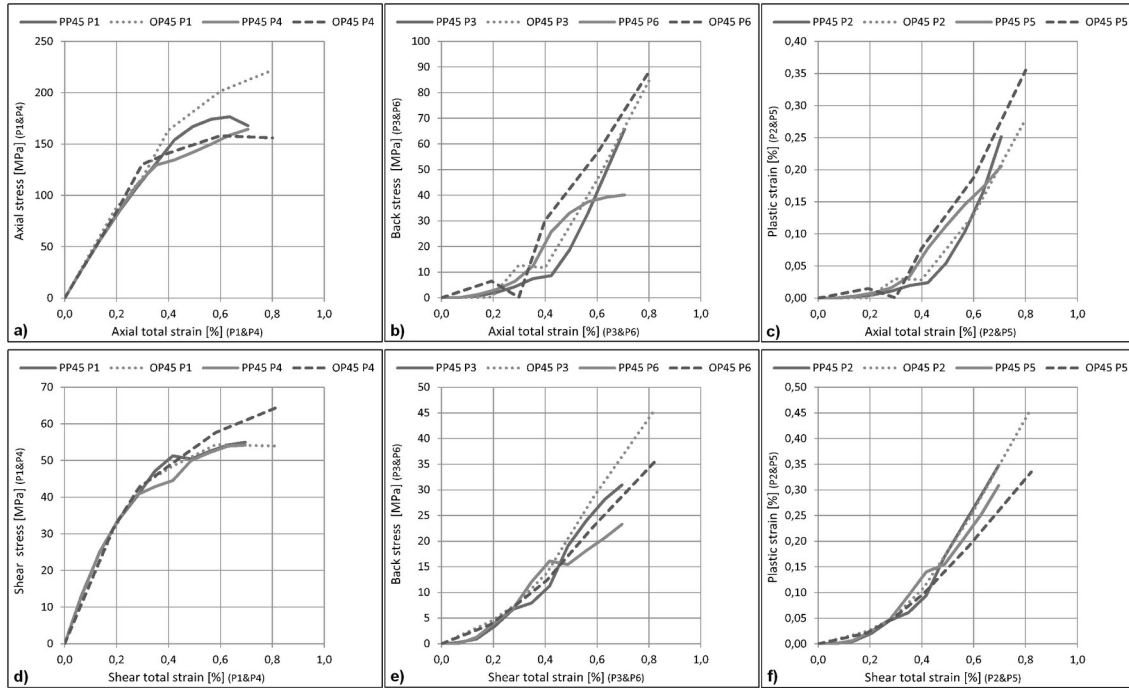 PP45 P1 OP45 P1 PP45 P4 OP45 P4
Axial stress [MPa] (P1&P4)
250
200
150
100
50
0
0,0 0,2 0,4 0,6 0,8 1,0
a) Axial total strain [%] (P1&P4)
PP45 P3 OP45 P3 PP45 P6 OP45 P6
Back stress [MPa] (P3&P6)
100
90
80
70
60
50
40
30
20
10
0
0,0 0,2 0,4 0,6 0,8 1,0
b) Axial total strain [%] (P3&P6)
PP45 P2 OP45 P2 PP45 P5 OP45 P5
Plastic strain [%] (P2&P5)
0,40
0,35
0,30
0,25
0,20
0,15
0,10
0,05
0,00
0,0 0,2 0,4 0,6 0,8 1,0
c) Axial total strain [%] (P2&P5)
PP45 P1 OP45 P1 PP45 P4 OP45 P4
Shear stress [MPa] (P1&P4)
70
60
50
40
30
20
10
0
0,0 0,2 0,4 0,6 0,8 1,0
d) Shear total strain [%] (P1&P4)
PP45 P3 OP45 P3 PP45 P6 OP45 P6
Back stress [MPa] (P3&P6)
50
45
40
35
30
25
20
15
10
5
0
0,0 0,2 0,4 0,6 0,8 1,0
e) Shear total strain [%] (P3&P6)
PP45 P2 OP45 P2 PP45 P5 OP45 P5
Plastic strain [%] (P2&P5)
0,50
0,45
0,40
0,35
0,30
0,25
0,20
0,15
0,10
0,05
0,00
0,0 0,2 0,4 0,6 0,8 1,0
f) Shear total strain [%] (P2&P5)